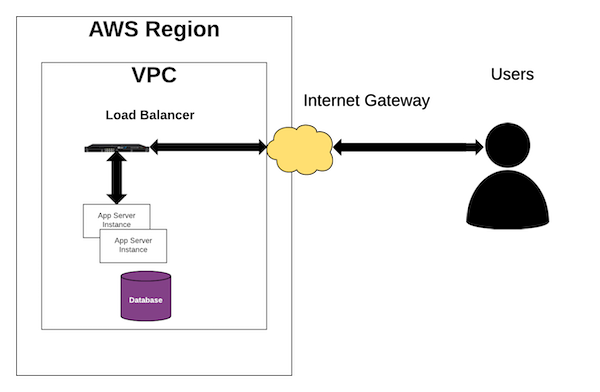 AWS Region
VPC
Load Balancer
Internet Gateway
Users
App Server
Instance
App Server
Instance
Database